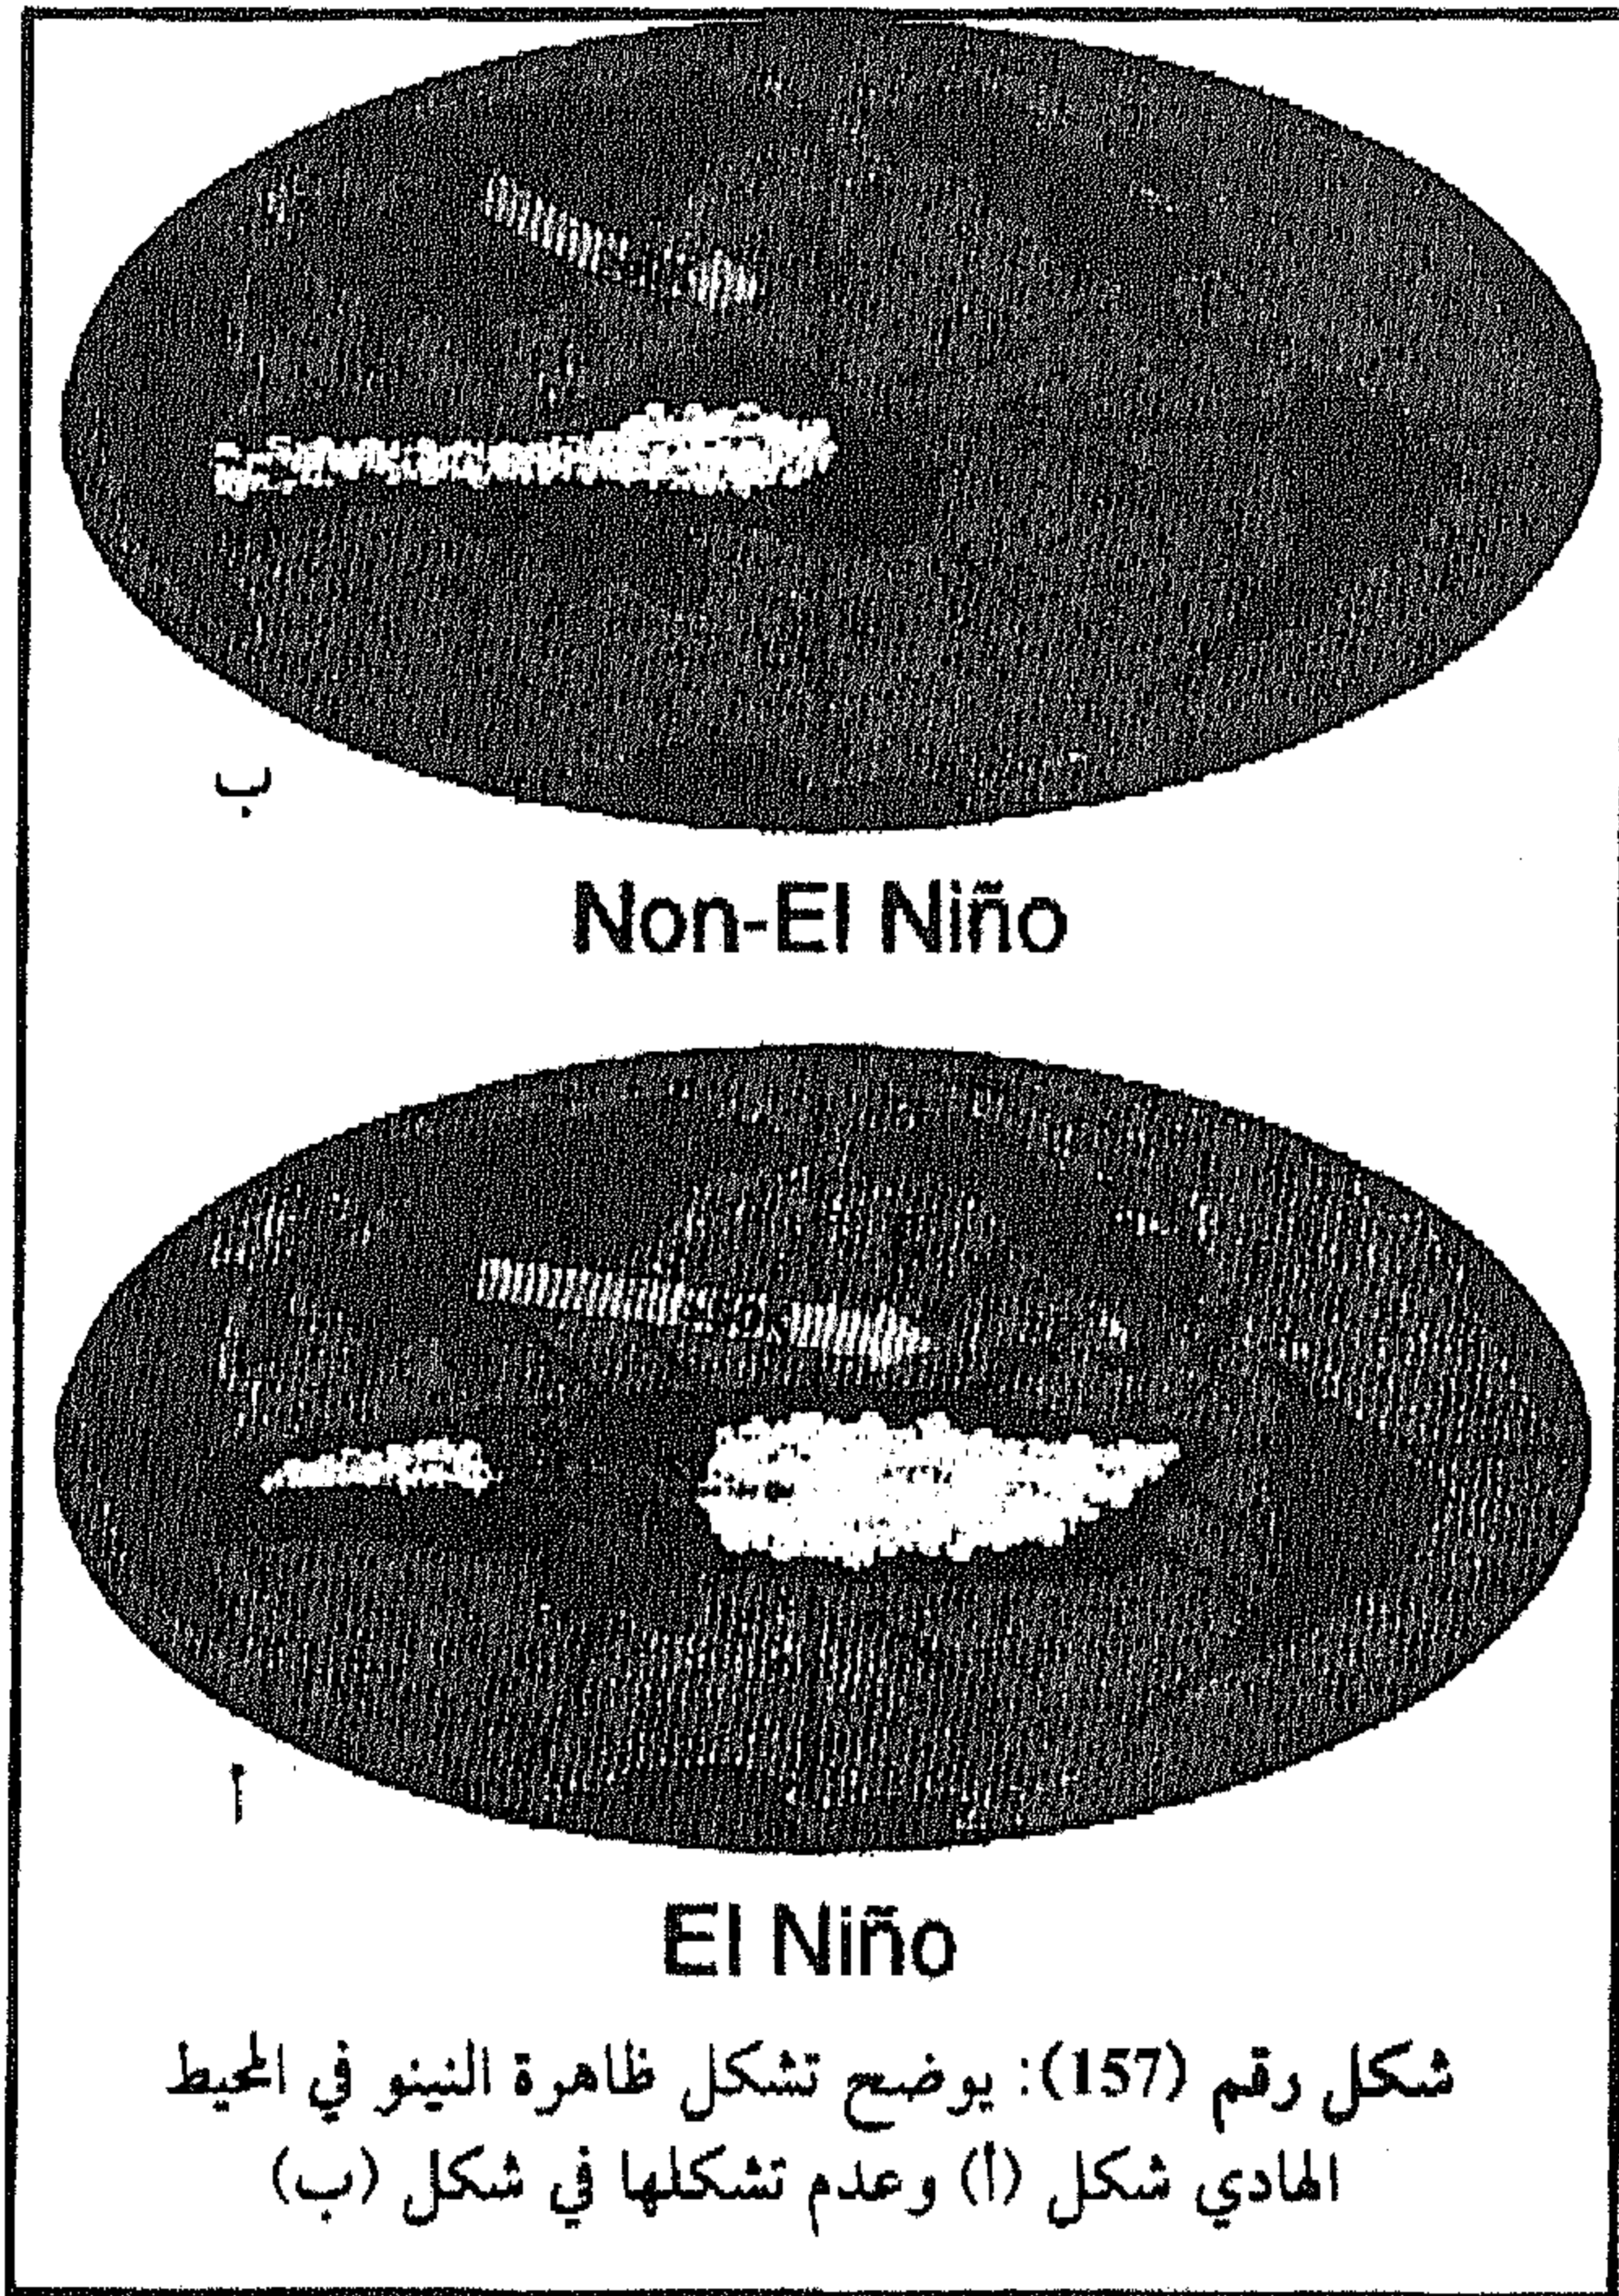 ب
Non-El Niño
أ
El Niño
شكل رقم (157): يوضح تشكل ظاهرة النينو في المحيط
الهادي شكل (أ) وعدم تشكلها في شكل (ب)